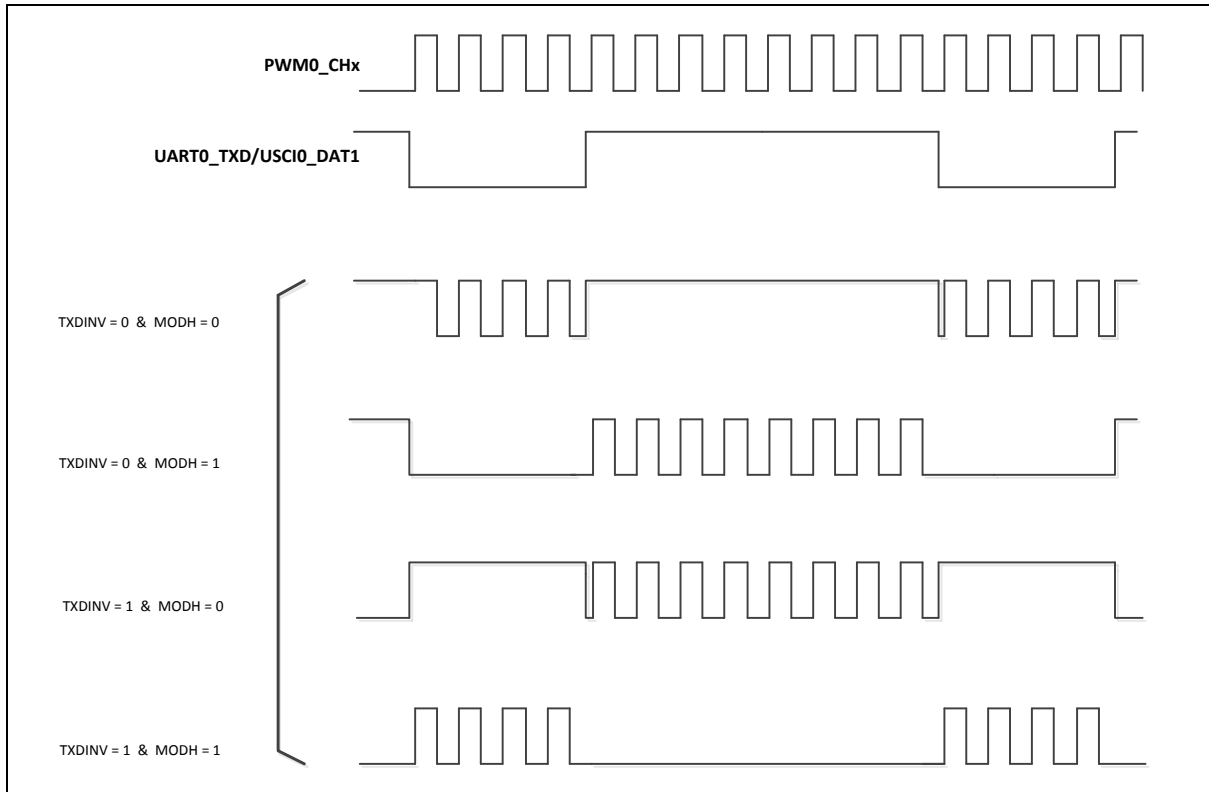 PWM0_CHx
UART0_TXD/USCI0_DAT1
TXDINV = 0 & MODH = 0
TXDINV = 0 & MODH = 1
TXDINV = 1 & MODH = 0
TXDINV = 1 & MODH = 1